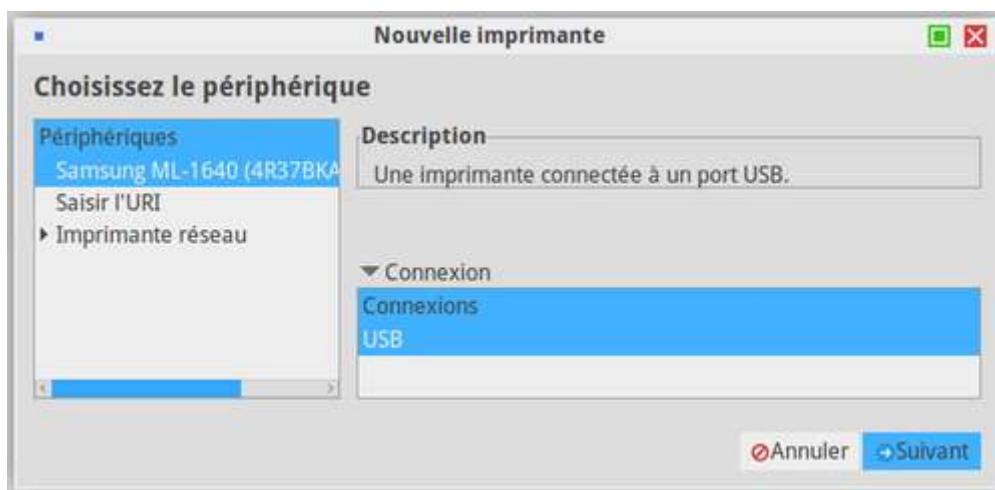 Nouvelle imprimante
Choisissez le périphérique
Périphériques
Samsung ML-1640 (4R37BKA
Saisir l'URI
Imprimante réseau
Description
Une imprimante connectée à un port USB.
Connexion
Connexions
USB
Annuler
Suivant